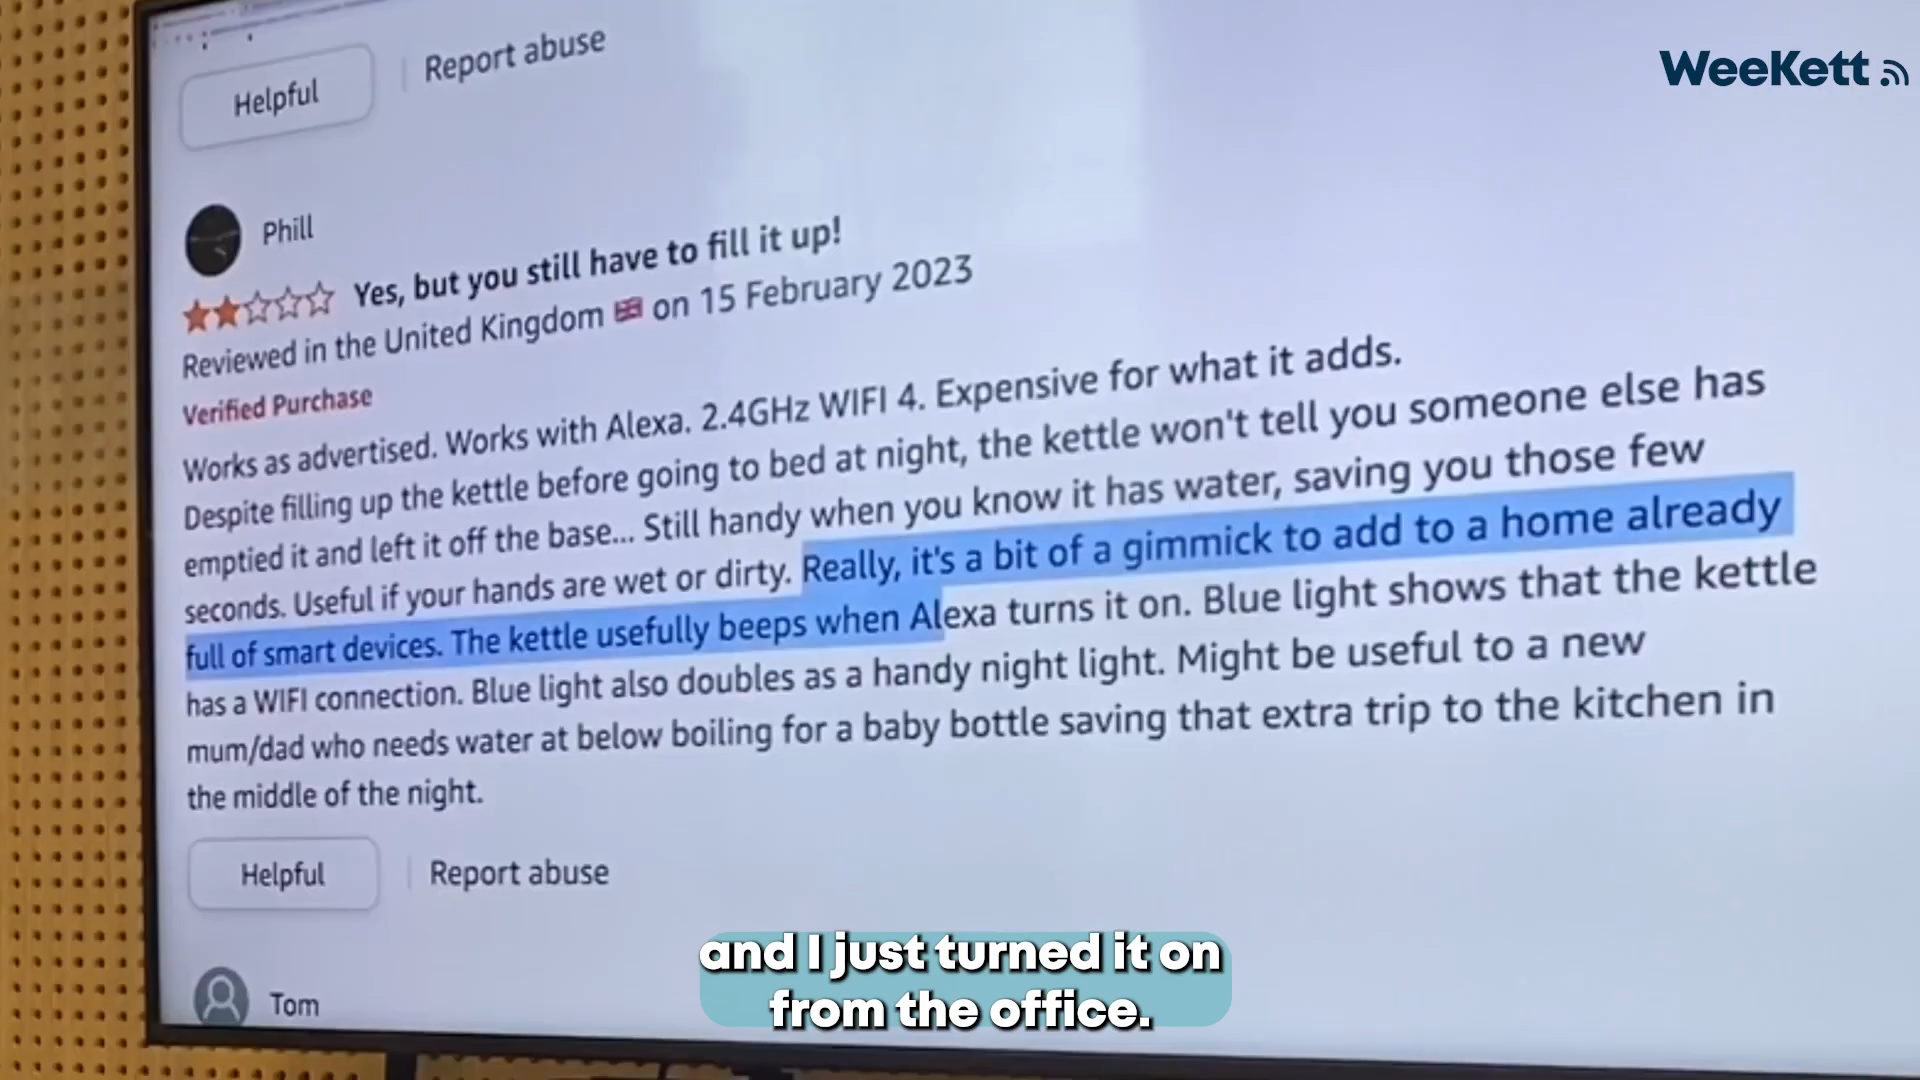 WeeKett
Helpful
Report abuse
Phill
Yes, but you still have to fill it up!
Reviewed in the United Kingdom on 15 February 2023
Verified Purchase
Works as advertised. Works with Alexa. 2.4GHz WIFI 4. Expensive for what it adds.
Despite filling up the kettle before going to bed at night, the kettle won't tell you someone else has
emptied it and left it off the base... Still handy when you know it has water, saving you those few
seconds. Useful if your hands are wet or dirty. Really, it's a bit of a gimmick to add to a home already
full of smart devices. The kettle usefully beeps when Alexa turns it on. Blue light shows that the kettle
has a WIFI connection. Blue light also doubles as a handy night light. Might be useful to a new
mum/dad who needs water at below boiling for a baby bottle saving that extra trip to the kitchen in
the middle of the night.
Helpful
Report abuse
Tom
and I just turned it on
from the office.